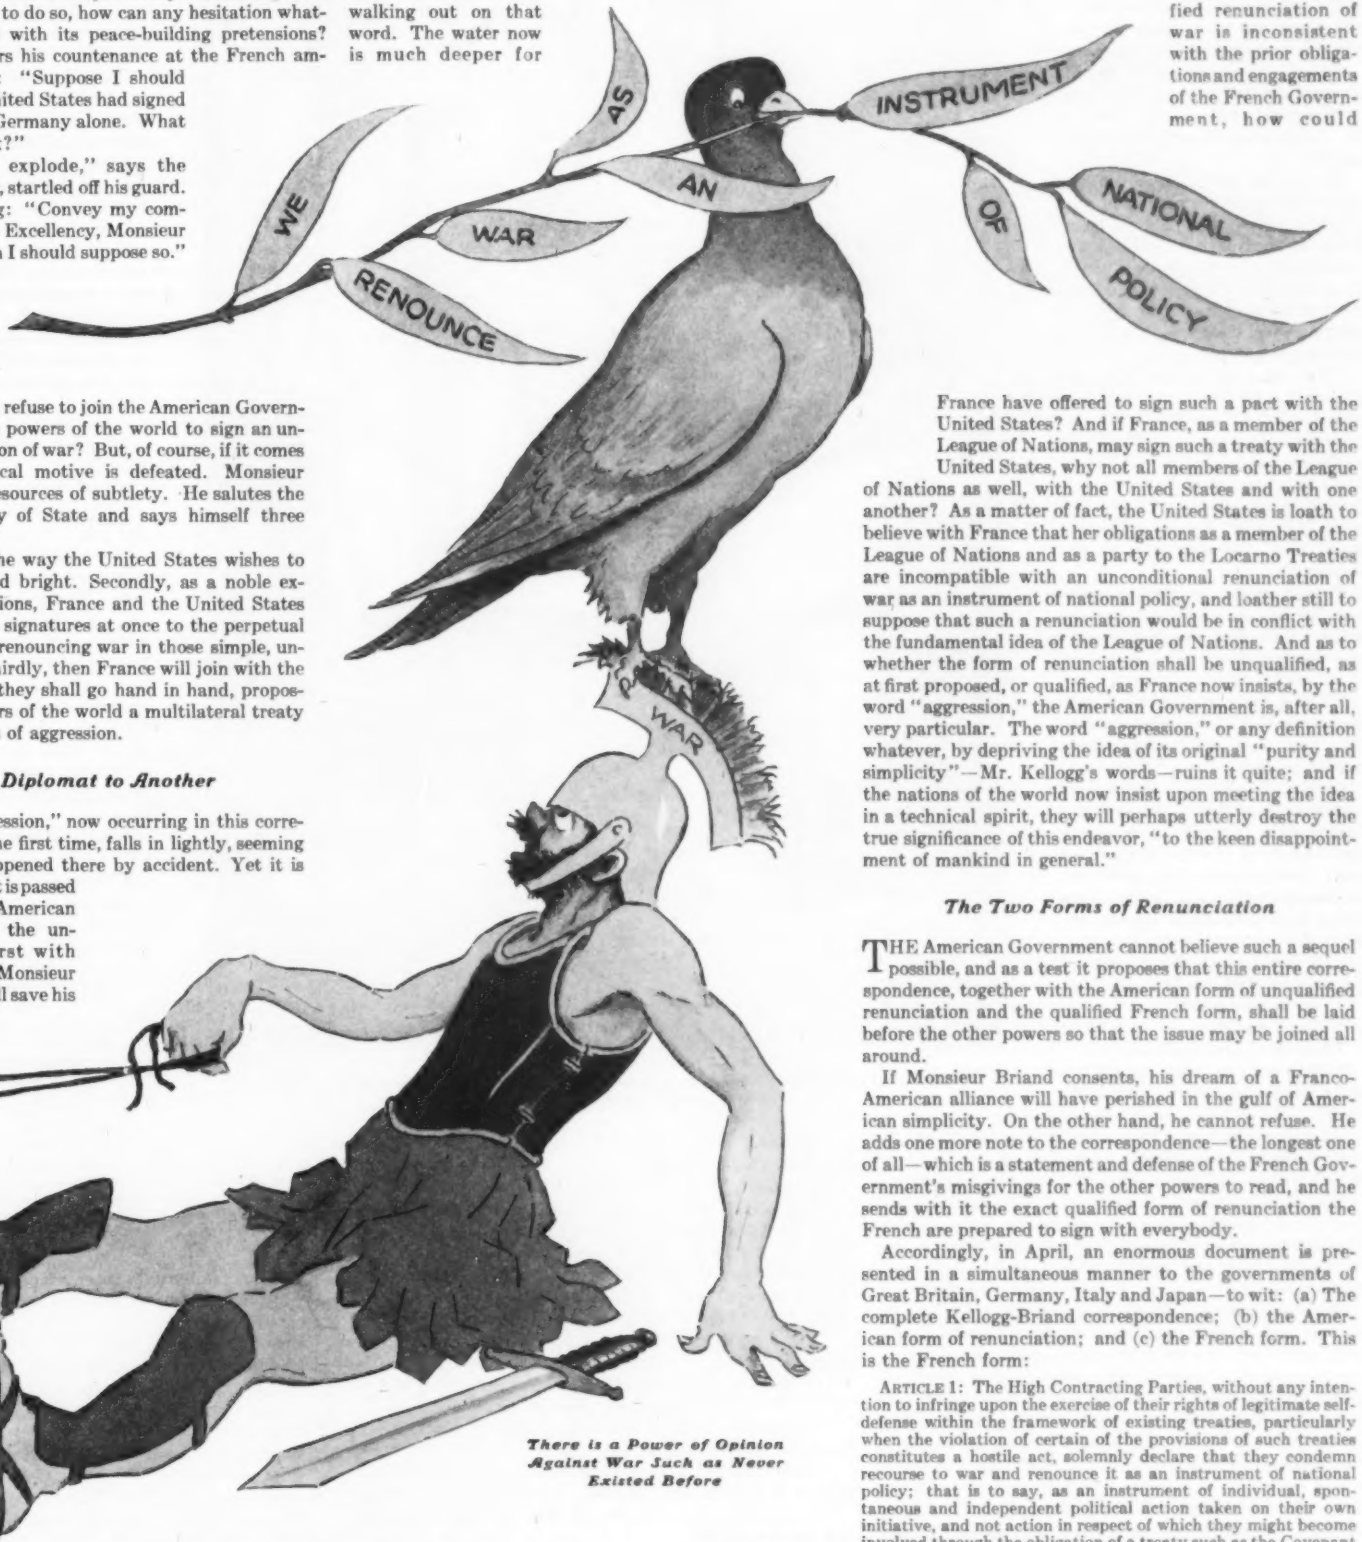 to do so, how can any hesitation what-
with its peace-building pretensions?
rs his countenance at the French am-
: "Suppose I should
ited States had signed
Germany alone. What
t?"
explode," says the
, startled off his guard.
g: "Convey my com-
Excellency, Monsieur
I should suppose so."
refuse to join the American Govern-
powers of the world to sign an un-
on of war? But, of course, if it comes
cal motive is defeated. Monsieur
sources of subtlety. He salutes the
y of State and says himself three
he way the United States wishes to
d bright. Secondly, as a noble ex-
ions, France and the United States
signatures at once to the perpetual
renouncing war in those simple, un-
hirdly, then France will join with the
they shall go hand in hand, propos-
rs of the world a multilateral treaty
of aggression.
Diplomat to Another
ession," now occurring in this corre-
he first time, falls in lightly, seeming
ppened there by accident. Yet it is
t is passed
American
the un-
rst with
Monsieur
ll save his
walking out on that
word. The water now
is much deeper for
WE
RENOUNCE
WAR
AS
AN
INSTRUMENT
OF
NATIONAL
POLICY
WAR
There is a Power of Opinion
Against War Such as Never
Existed Before
fied renunciation of
war is inconsistent
with the prior obliga-
tions and engagements
of the French Govern-
ment, how could
France have offered to sign such a pact with the
United States? And if France, as a member of the
League of Nations, may sign such a treaty with the
United States, why not all members of the League
of Nations as well, with the United States and with one
another? As a matter of fact, the United States is loath to
believe with France that her obligations as a member of the
League of Nations and as a party to the Locarno Treaties
are incompatible with an unconditional renunciation of
war as an instrument of national policy, and loather still to
suppose that such a renunciation would be in conflict with
the fundamental idea of the League of Nations. And as to
whether the form of renunciation shall be unqualified, as
at first proposed, or qualified, as France now insists, by the
word "aggression," the American Government is, after all,
very particular. The word "aggression," or any definition
whatever, by depriving the idea of its original "purity and
simplicity"—Mr. Kellogg's words—ruins it quite; and if
the nations of the world now insist upon meeting the idea
in a technical spirit, they will perhaps utterly destroy the
true significance of this endeavor, "to the keen disappoint-
ment of mankind in general."
The Two Forms of Renunciation
THE American Government cannot believe such a sequel
possible, and as a test it proposes that this entire corre-
spondence, together with the American form of unqualified
renunciation and the qualified French form, shall be laid
before the other powers so that the issue may be joined all
around.
If Monsieur Briand consents, his dream of a Franco-
American alliance will have perished in the gulf of Amer-
ican simplicity. On the other hand, he cannot refuse. He
adds one more note to the correspondence—the longest one
of all—which is a statement and defense of the French Gov-
ernment's misgivings for the other powers to read, and he
sends with it the exact qualified form of renunciation the
French are prepared to sign with everybody.
Accordingly, in April, an enormous document is pre-
sented in a simultaneous manner to the governments of
Great Britain, Germany, Italy and Japan—to wit: (a) The
complete Kellogg-Briand correspondence; (b) the Amer-
ican form of renunciation; and (c) the French form. This
is the French form:
ARTICLE 1: The High Contracting Parties, without any inten-
tion to infringe upon the exercise of their rights of legitimate self-
defense within the framework of existing treaties, particularly
when the violation of certain of the provisions of such treaties
constitutes a hostile act, solemnly declare that they condemn
recourse to war and renounce it as an instrument of national
policy; that is to say, as an instrument of individual, spon-
taneous and independent political action taken on their own
initiative, and not action in respect of which they might become
involved through the obligation of a treaty such as the Covenant